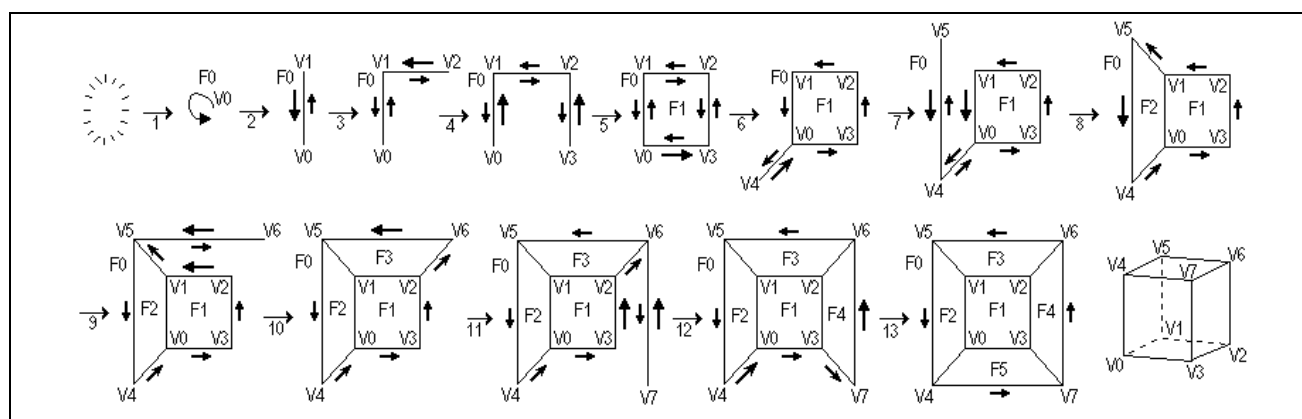 F0 V0
1
F0 V1 V0
2
F0 V1 V2 V0
3
F0 V1 V2 V0 V3
4
F0 V1 V2 F1 V0 V3
5
F0 V1 V2 F1 V0 V3 V4
6
V5 F0 V1 V2 F1 V0 V3 V4
7
V5 F0 V1 V2 F2 F1 V0 V3 V4
8
V5 V6 F0 V1 V2 F2 F1 V0 V3 V4
9
V5 V6 F0 F3 V1 V2 F2 F1 V0 V3 V4
10
V5 V6 F0 F3 V1 V2 F2 F1 V0 V3 V4 V7
11
V5 V6 F0 F3 V1 V2 F2 F1 F4 V0 V3 V4 V7
12
V5 V6 F0 F3 V1 V2 F2 F1 F4 V0 V3 F5 V4 V7
13
V5 V6 V4 V7 V1 V2 V0 V3